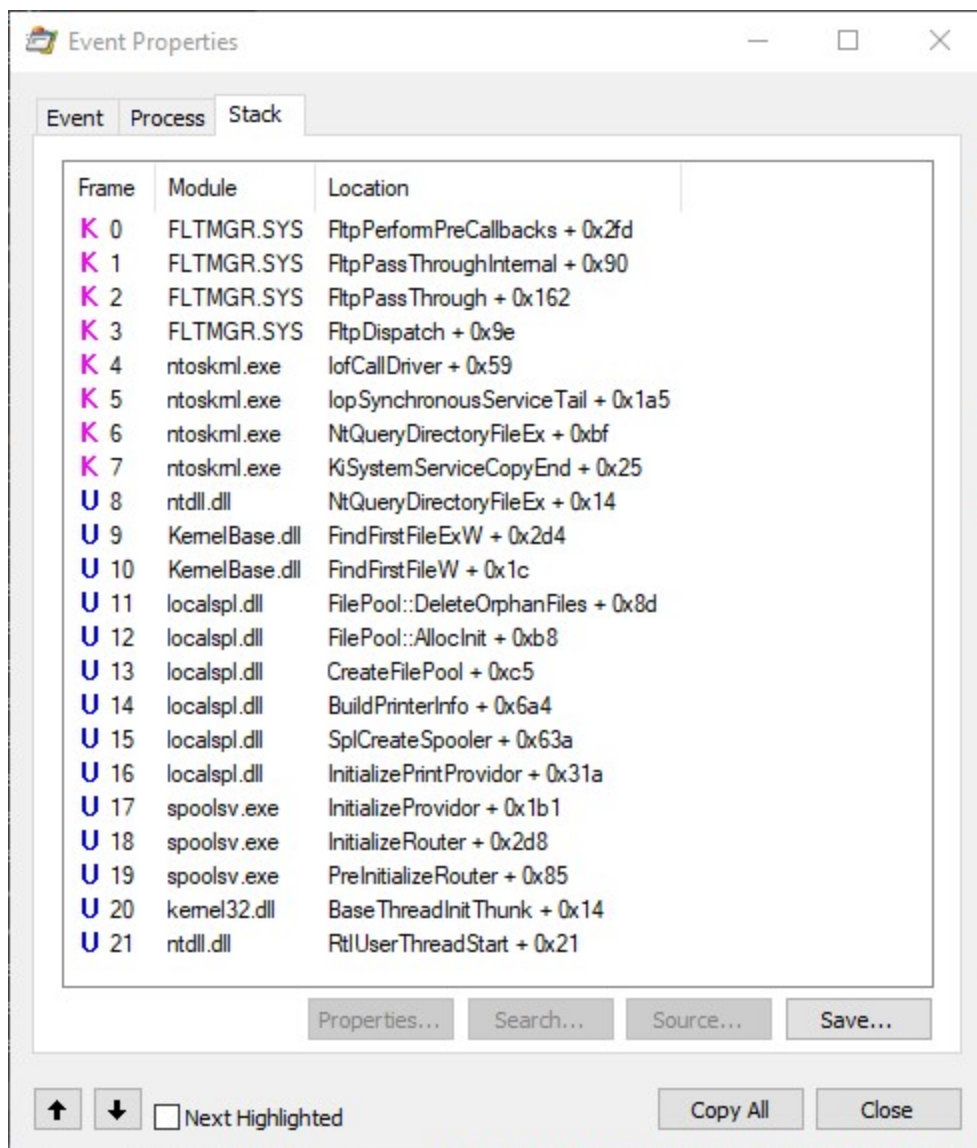 Event Properties
Event Process Stack
Frame Module Location
K 0 FLTMGR.SYS FltpPerformPreCallbacks + 0x2fd
K 1 FLTMGR.SYS FltpPassThroughInternal + 0x90
K 2 FLTMGR.SYS FltpPassThrough + 0x162
K 3 FLTMGR.SYS FltpDispatch + 0x9e
K 4 ntoskrnl.exe IofCallDriver + 0x59
K 5 ntoskrnl.exe IopSynchronousServiceTail + 0x1a5
K 6 ntoskrnl.exe NtQueryDirectoryFileEx + 0xbf
K 7 ntoskrnl.exe KiSystemServiceCopyEnd + 0x25
U 8 ntdll.dll NtQueryDirectoryFileEx + 0x14
U 9 KernelBase.dll FindFirstFileExW + 0x2d4
U 10 KernelBase.dll FindFirstFileW + 0x1c
U 11 localspl.dll FilePool::DeleteOrphanFiles + 0x8d
U 12 localspl.dll FilePool::AllocInit + 0xb8
U 13 localspl.dll CreateFilePool + 0xc5
U 14 localspl.dll BuildPrinterInfo + 0x6a4
U 15 localspl.dll SplCreateSpooler + 0x63a
U 16 localspl.dll InitializePrintProvidor + 0x31a
U 17 spoolsv.exe InitializeProvidor + 0x1b1
U 18 spoolsv.exe InitializeRouter + 0x2d8
U 19 spoolsv.exe PreInitializeRouter + 0x85
U 20 kernel32.dll BaseThreadInitThunk + 0x14
U 21 ntdll.dll RtlUserThreadStart + 0x21
Properties... Search... Source... Save...
Next Highlighted Copy All Close